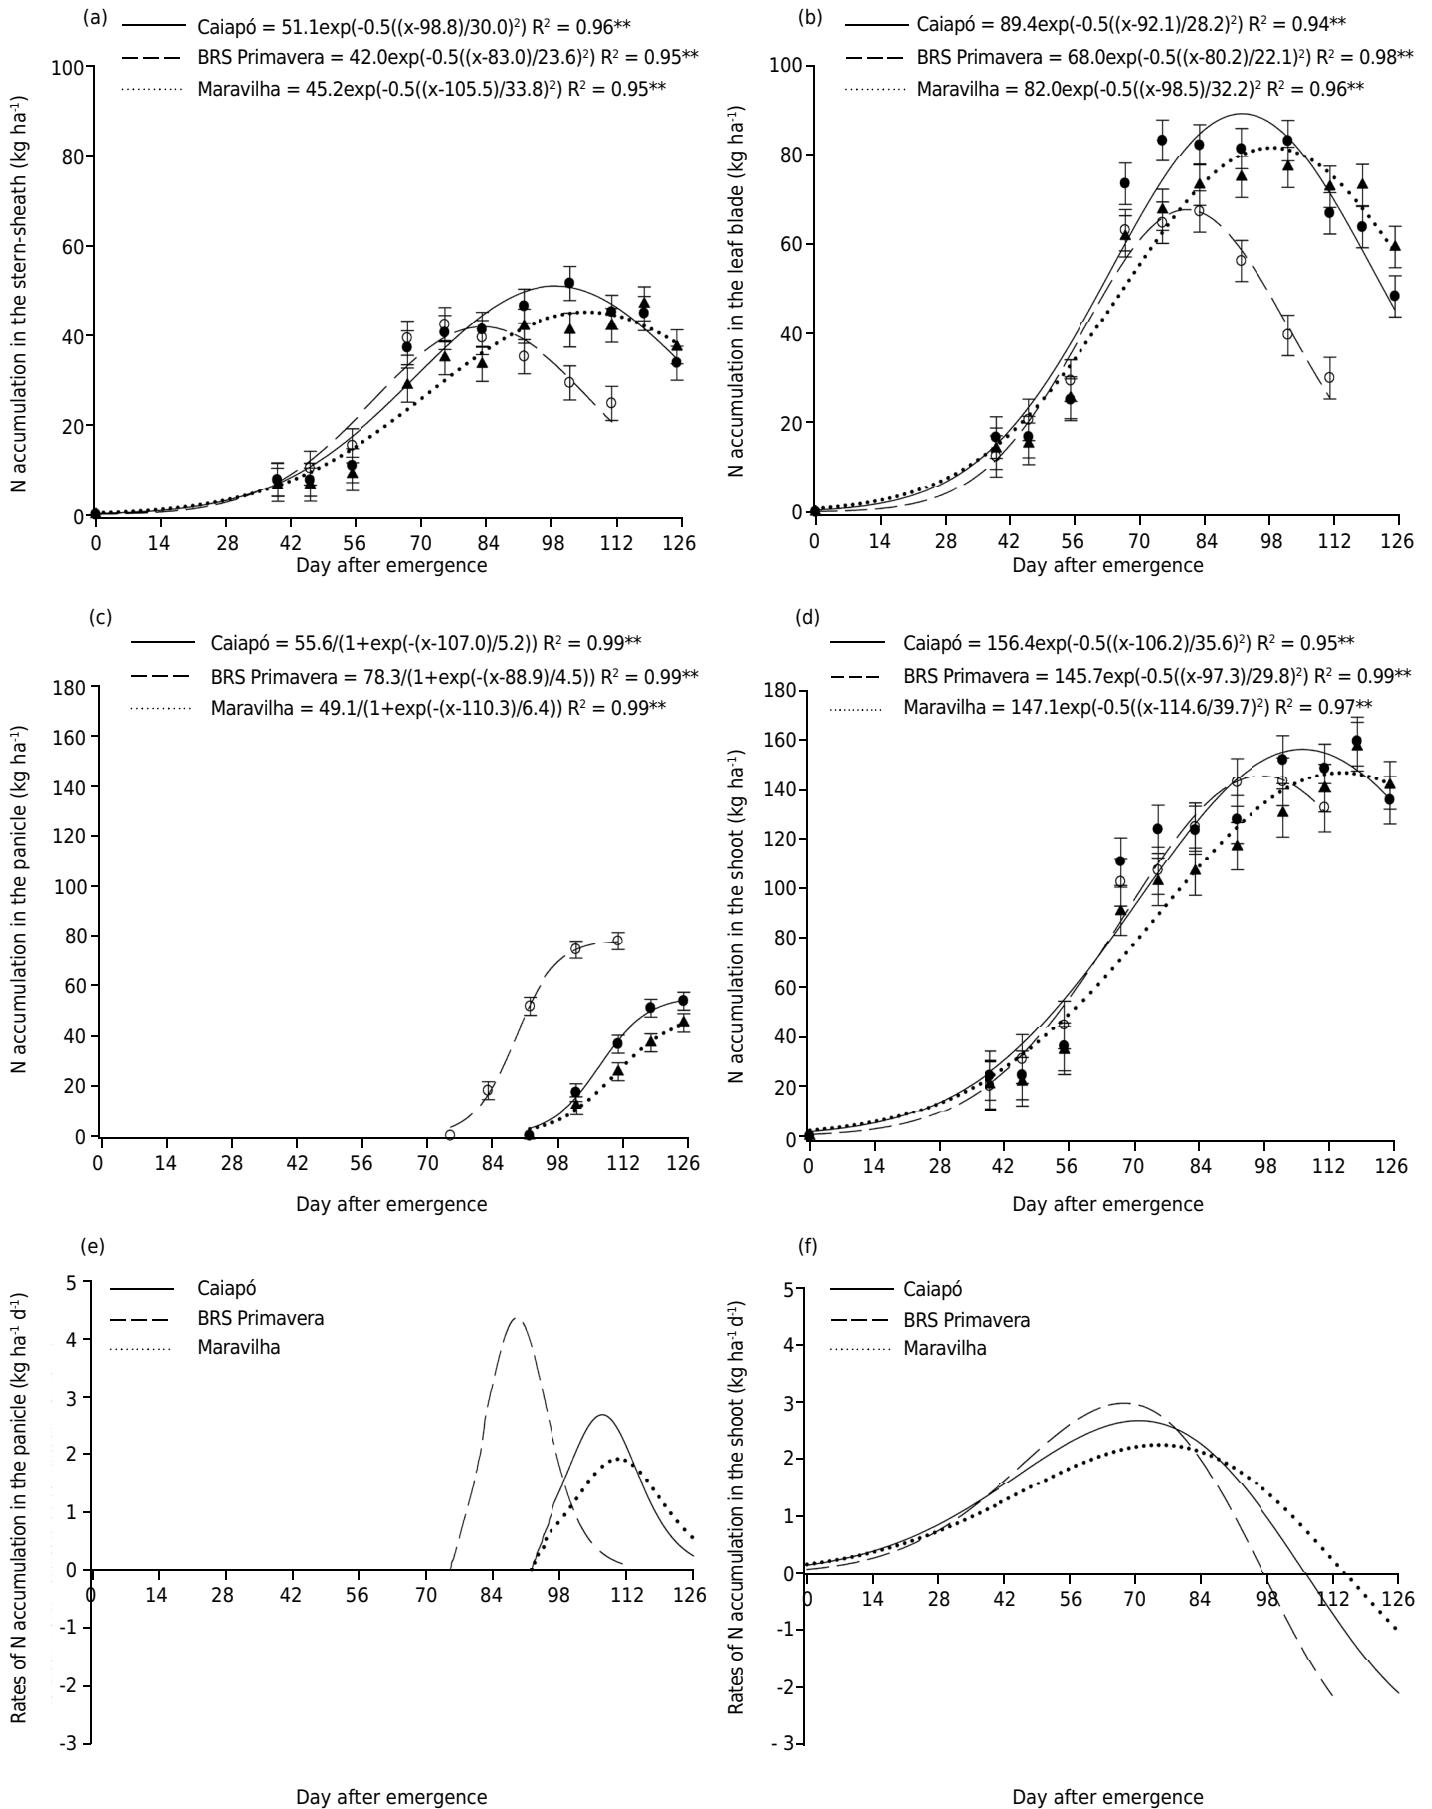 (a)
Caiapó = 51.1exp(-0.5((x-98.8)/30.0)²) R² = 0.96**
BRS Primavera = 42.0exp(-0.5((x-83.0)/23.6)²) R² = 0.95**
Maravilha = 45.2exp(-0.5((x-105.5)/33.8)²) R² = 0.95**
N accumulation in the stern-sheath (kg ha⁻¹)
100
80
60
40
20
0
0 14 28 42 56 70 84 98 112 126
Day after emergence
(b)
Caiapó = 89.4exp(-0.5((x-92.1)/28.2)²) R² = 0.94**
BRS Primavera = 68.0exp(-0.5((x-80.2)/22.1)²) R² = 0.98**
Maravilha = 82.0exp(-0.5((x-98.5)/32.2)² R² = 0.96**
N accumulation in the leaf blade (kg ha⁻¹)
100
80
60
40
20
0
0 14 28 42 56 70 84 98 112 126
Day after emergence
(c)
Caiapó = 55.6/(1+exp(-(x-107.0)/5.2)) R² = 0.99**
BRS Primavera = 78.3/(1+exp(-(x-88.9)/4.5)) R² = 0.99**
Maravilha = 49.1/(1+exp(-(x-110.3)/6.4)) R² = 0.99**
N accumulation in the panicle (kg ha⁻¹)
180
160
140
120
100
80
60
40
20
0
0 14 28 42 56 70 84 98 112 126
Day after emergence
(d)
Caiapó = 156.4exp(-0.5((x-106.2)/35.6)²) R² = 0.95**
BRS Primavera = 145.7exp(-0.5((x-97.3)/29.8)²) R² = 0.99**
Maravilha = 147.1exp(-0.5((x-114.6/39.7)²) R² = 0.97**
N accumulation in the shoot (kg ha⁻¹)
180
160
140
120
100
80
60
40
20
0
0 14 28 42 56 70 84 98 112 126
Day after emergence
(e)
Caiapó
BRS Primavera
Maravilha
Rates of N accumulation in the panicle (kg ha⁻¹ d⁻¹)
5
4
3
2
1
0
0 14 28 42 56 70 84 98 112 126
-1
-2
-3
Day after emergence
(f)
Caiapó
BRS Primavera
Maravilha
Rates of N accumulation in the shoot (kg ha⁻¹ d⁻¹)
5
4
3
2
1
0
0 14 28 42 56 70 84 98 112 126
-1
-2
- 3
Day after emergence